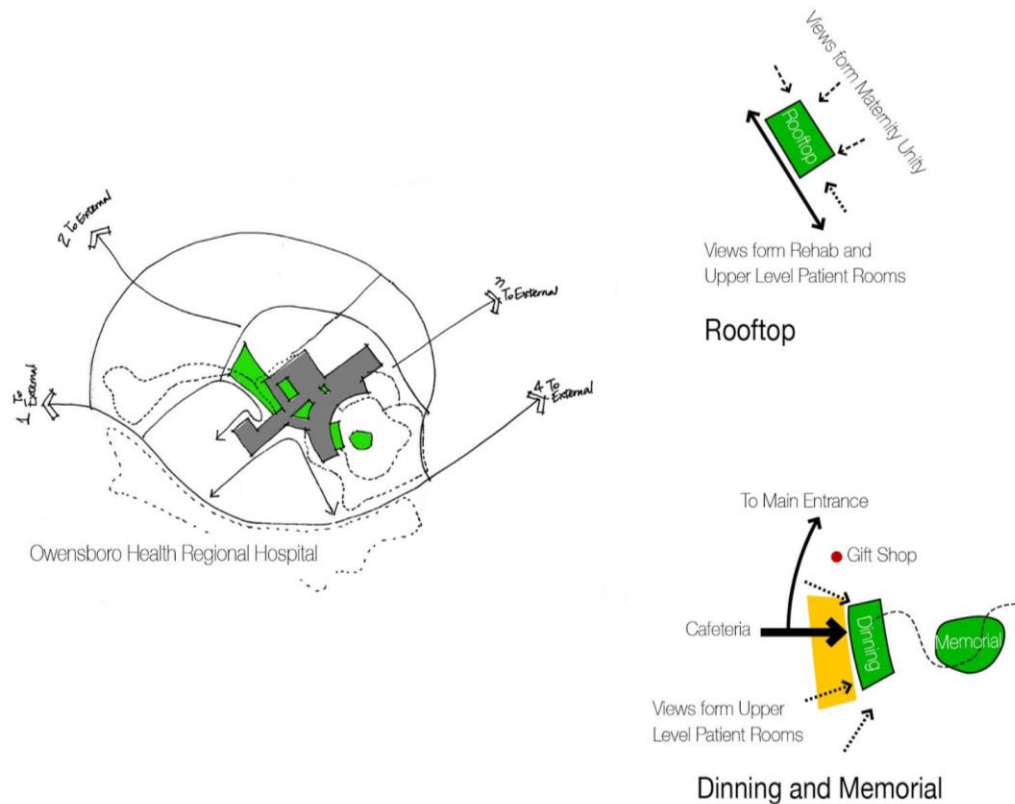 2 To External
3
To External
1 To
External
4 To
External
Owensboro Health Regional Hospital
Views form Maternity Unity
Rooftop
Views form Rehab and
Upper Level Patient Rooms
Rooftop
To Main Entrance
Gift Shop
Cafeteria
Dinning
Memorial
Views form Upper
Level Patient Rooms
Dinning and Memorial